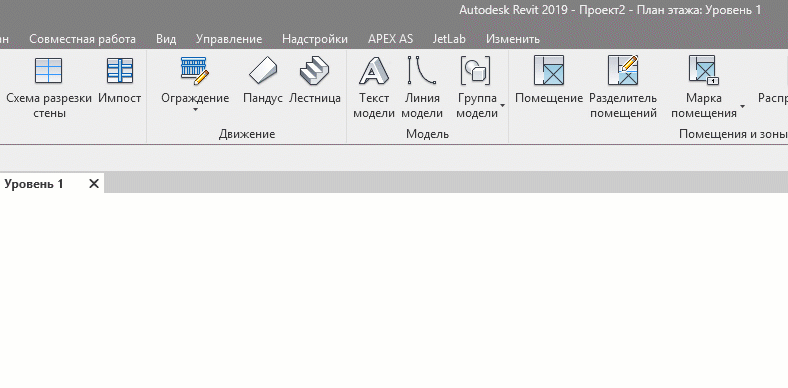 Autodesk Revit 2019 - Проект2 - План этажа: Уровень 1
ан Совместная работа Вид Управление Надстройки APEX AS JetLab Изменить
Схема разрезки стены Импост Ограждение Пандус Лестница Текст модели Линия модели Группа модели Помещение Разделитель помещений Марка помещения Распр
Движение Модель Помещения и зоны
Уровень 1